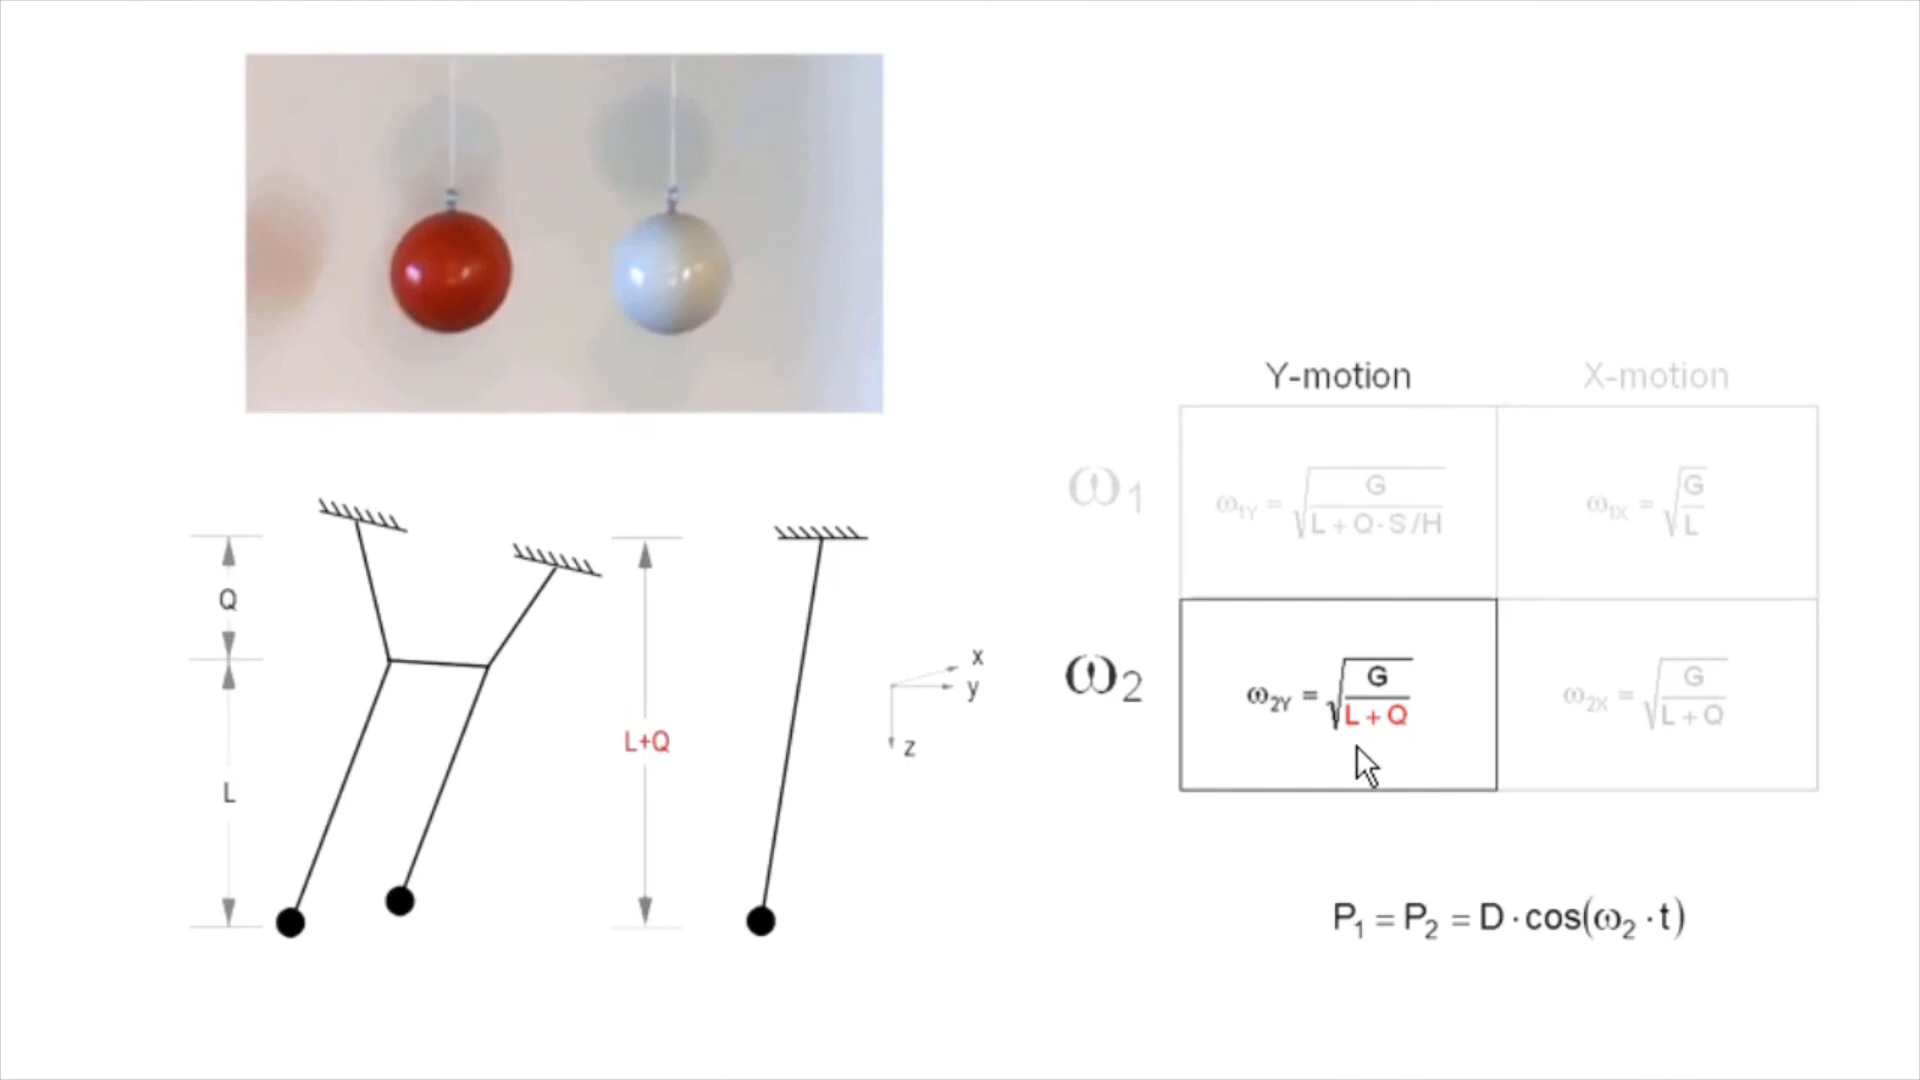 Y-motion
X-motion
ω1
ω1Y = √G/L+Q·S/H
ω1X = √G/L
Q
L
L+Q
x
y
z
ω2
ω2Y = √G/L+Q
ω2X = √G/L+Q
P1 = P2 = D·cos(ω2·t)